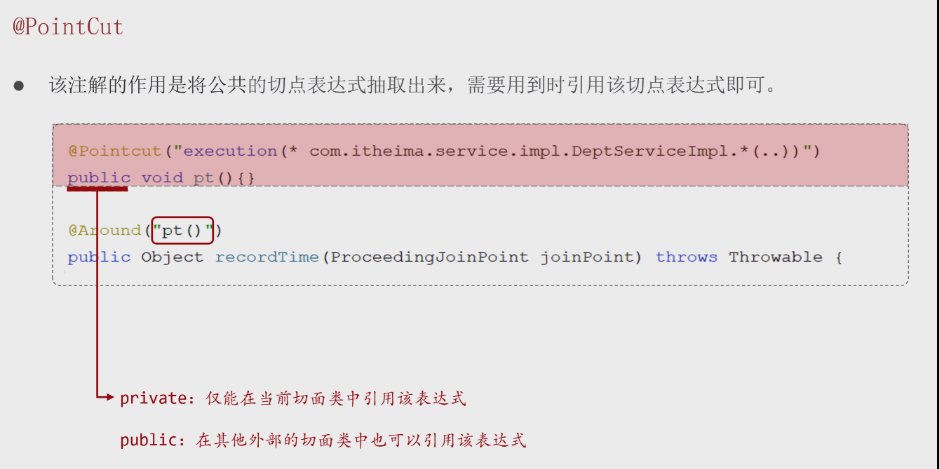 @PointCut
● 该注解的作用是将公共的切点表达式抽取出来，需要用到时引用该切点表达式即可。
@Pointcut("execution(* com.itheima.service.impl.DeptServiceImpl.*(..))")
public void pt(){}
@Around("pt()")
public Object recordTime(ProceedingJoinPoint joinPoint) throws Throwable {
private：仅能在当前切面类中引用该表达式
public：在其他外部的切面类中也可以引用该表达式